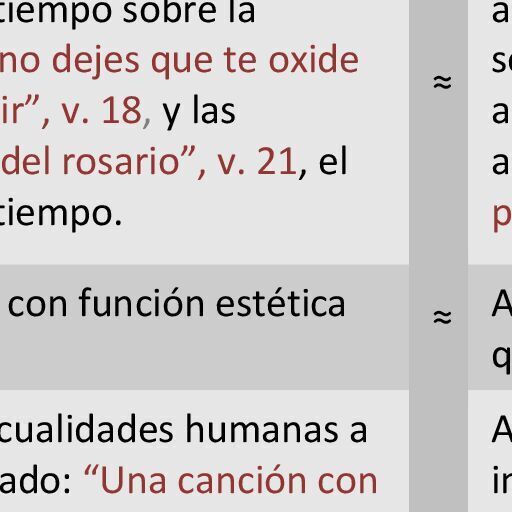 tiempo sobre la
no dejes que te oxide
ir”, v. 18, y las
del rosario”, v. 21, el
tiempo.
≈
con función estética
≈
A
cualidades humanas a
ado: “Una canción con
A